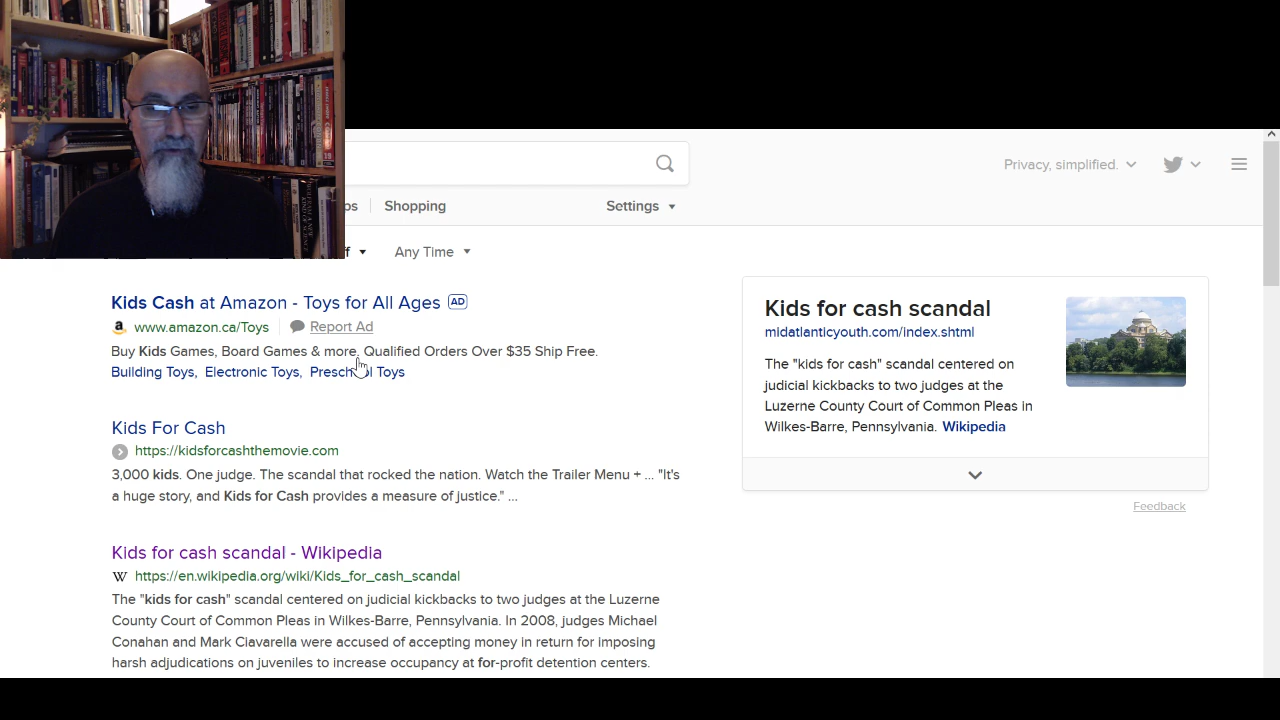 Privacy, simplified.
ps
Shopping
Settings
f
Any Time
Kids Cash at Amazon - Toys for All Ages AD
www.amazon.ca/Toys
Report Ad
Buy Kids Games, Board Games & more. Qualified Orders Over $35 Ship Free.
Building Toys, Electronic Toys, Preschool Toys
Kids For Cash
https://kidsforcashthemovie.com
3,000 kids. One judge. The scandal that rocked the nation. Watch the Trailer Menu + ... "It's
a huge story, and Kids for Cash provides a measure of justice." ...
Kids for cash scandal - Wikipedia
W https://en.wikipedia.org/wiki/Kids_for_cash_scandal
The "kids for cash" scandal centered on judicial kickbacks to two judges at the Luzerne
County Court of Common Pleas in Wilkes-Barre, Pennsylvania. In 2008, judges Michael
Conahan and Mark Ciavarella were accused of accepting money in return for imposing
harsh adjudications on juveniles to increase occupancy at for-profit detention centers.
Kids for cash scandal
midatlanticyouth.com/index.shtml
The "kids for cash" scandal centered on
judicial kickbacks to two judges at the
Luzerne County Court of Common Pleas in
Wilkes-Barre, Pennsylvania. Wikipedia
Feedback